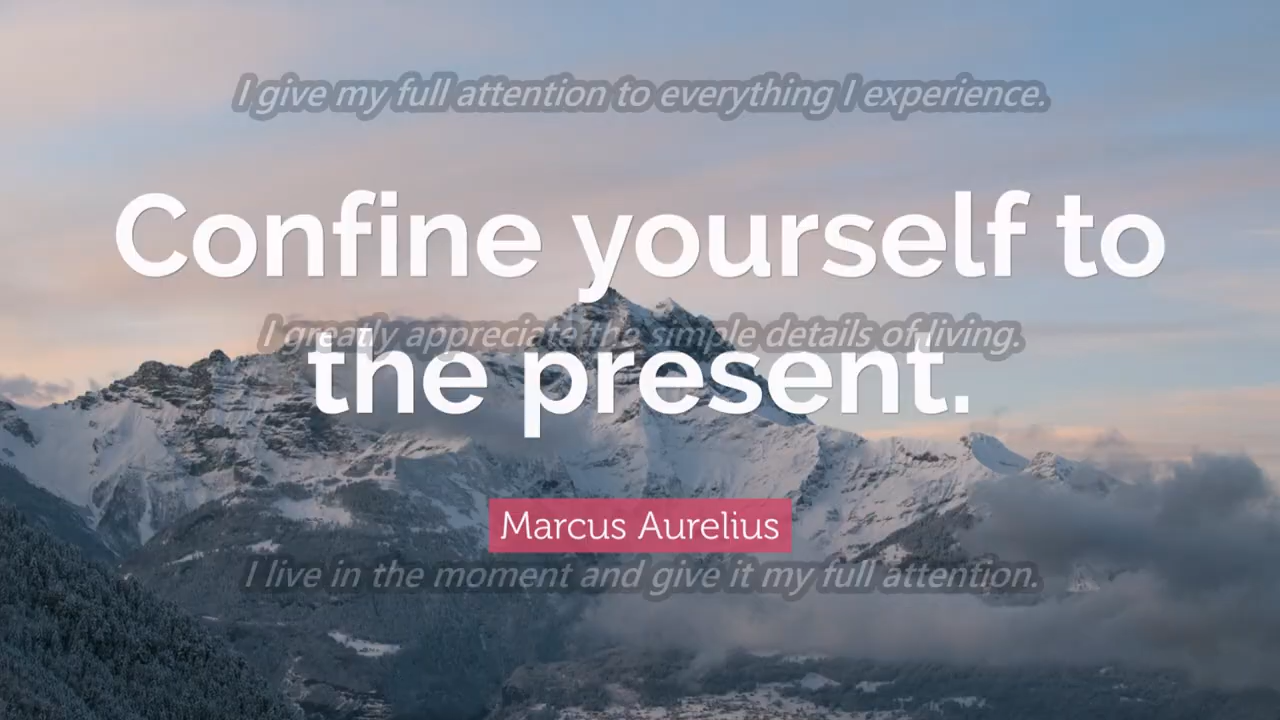 I give my full attention to everything I experience.
Confine yourself to
I greatly appreciate the simple details of living.
the present.
Marcus Aurelius
I live in the moment and give it my full attention.